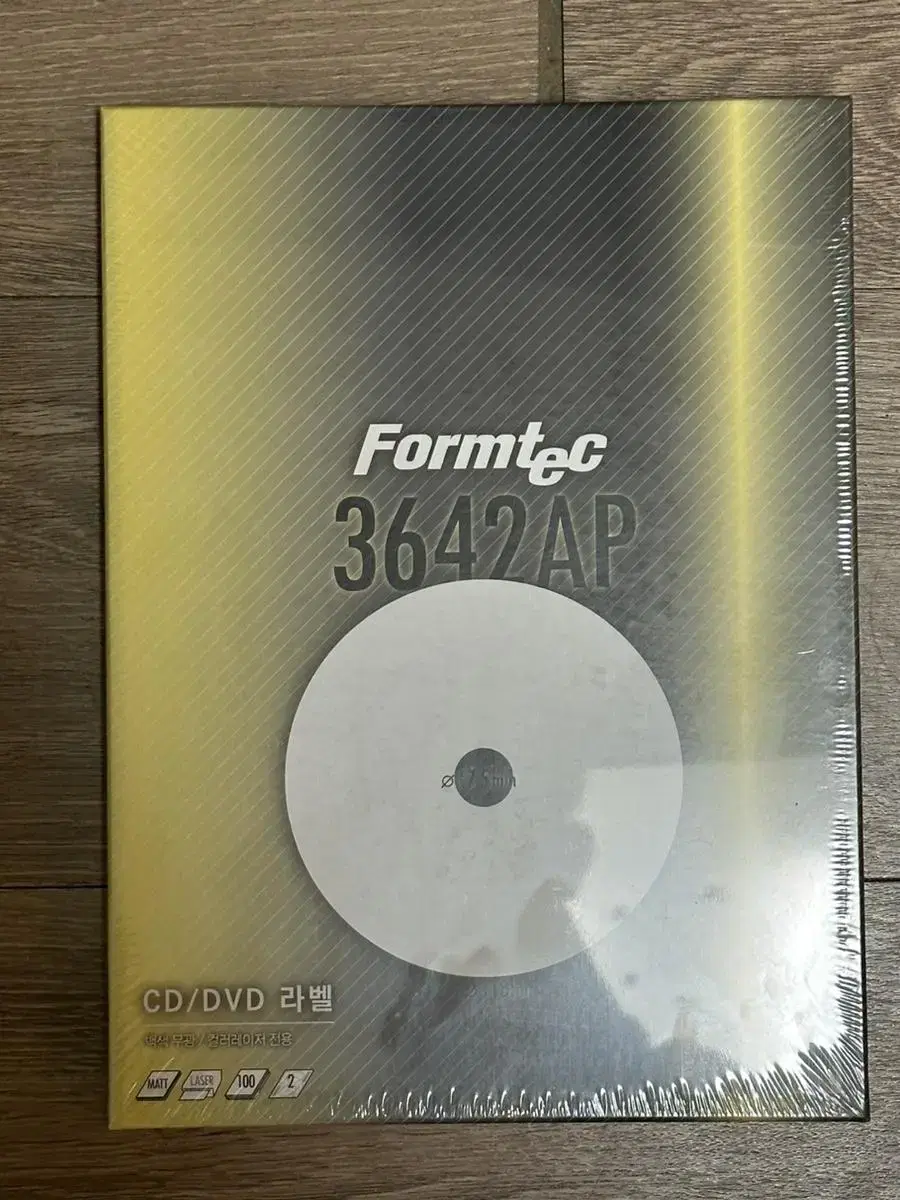 Formtec
3642AP
CD/DVD 라벨
백색 무광 / 컬러레이저 전용
MATT LASER 100 2